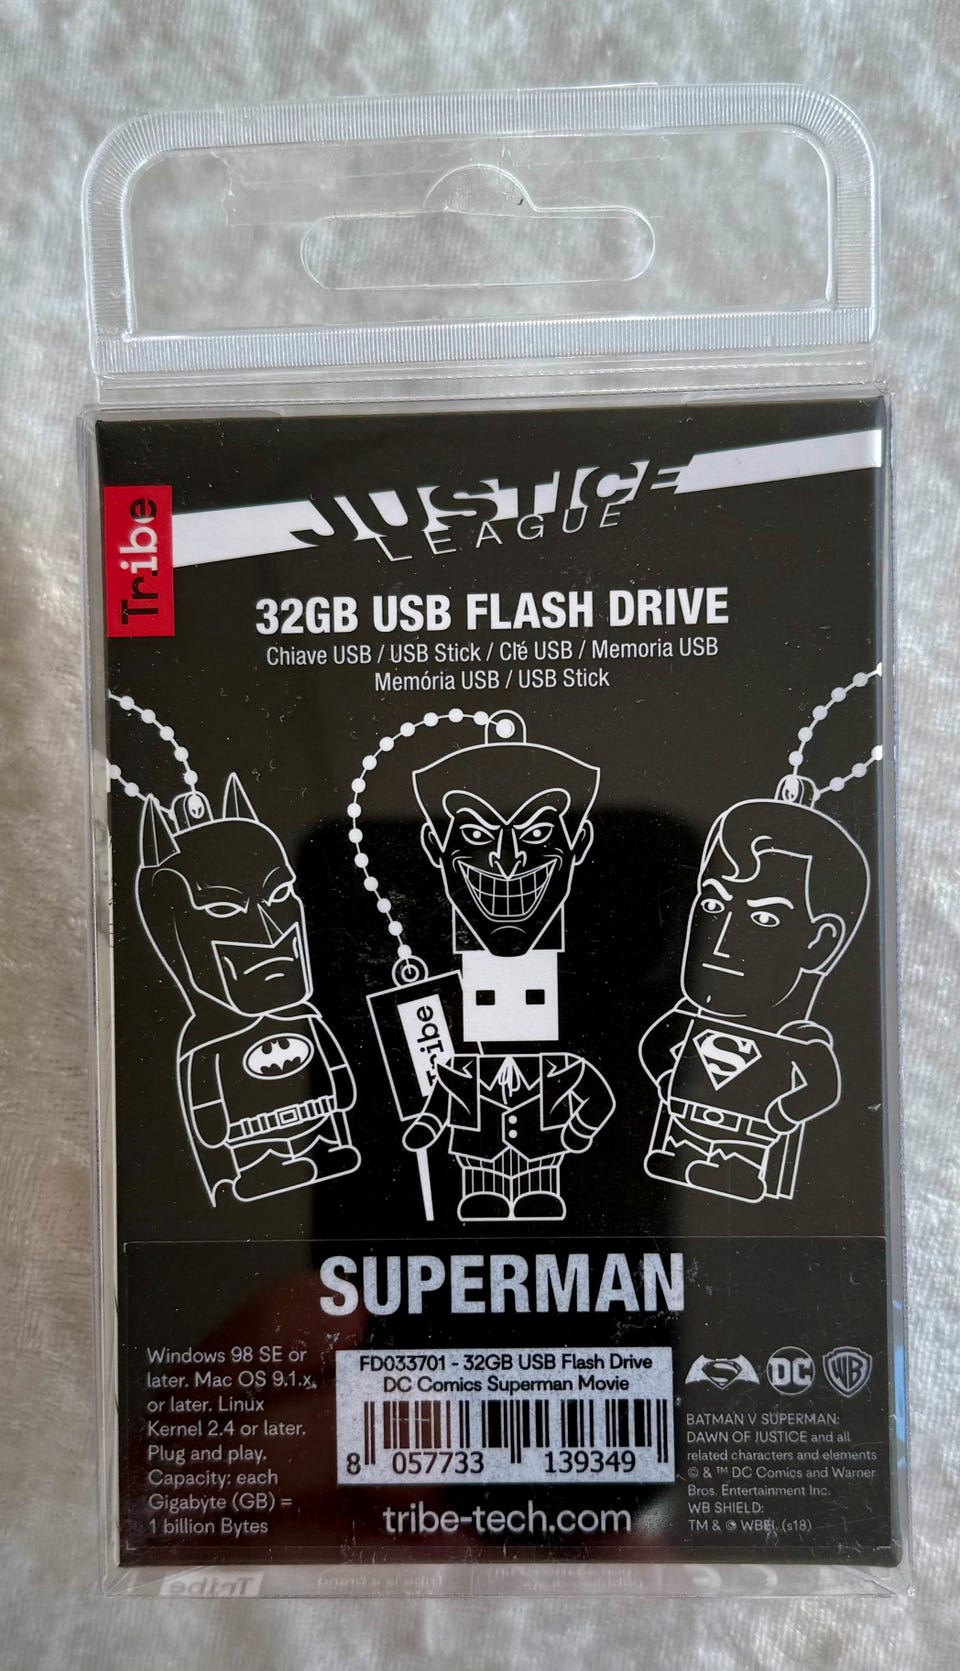 JUSTICE
LEAGUE
Tribe
32GB USB FLASH DRIVE
Chiave USB / USB Stick / Clé USB / Memoria USB
Memória USB / USB Stick
Tribe
SUPERMAN
Windows 98 SE or
later. Mac OS 9.1.x,
or later. Linux
Kernel 2.4 or later.
Plug and play.
Capacity: each
Gigabyte (GB) =
1 billion Bytes
FD033701 - 32GB USB Flash Drive
DC Comics Superman Movie
8 057733 139349
tribe-tech.com
DC
WB
BATMAN V SUPERMAN:
DAWN OF JUSTICE and all
related characters and elements
© & ™ DC Comics and Warner
Bros. Entertainment Inc.
WB SHIELD:
TM & © WBEI. (s18)
Tribe